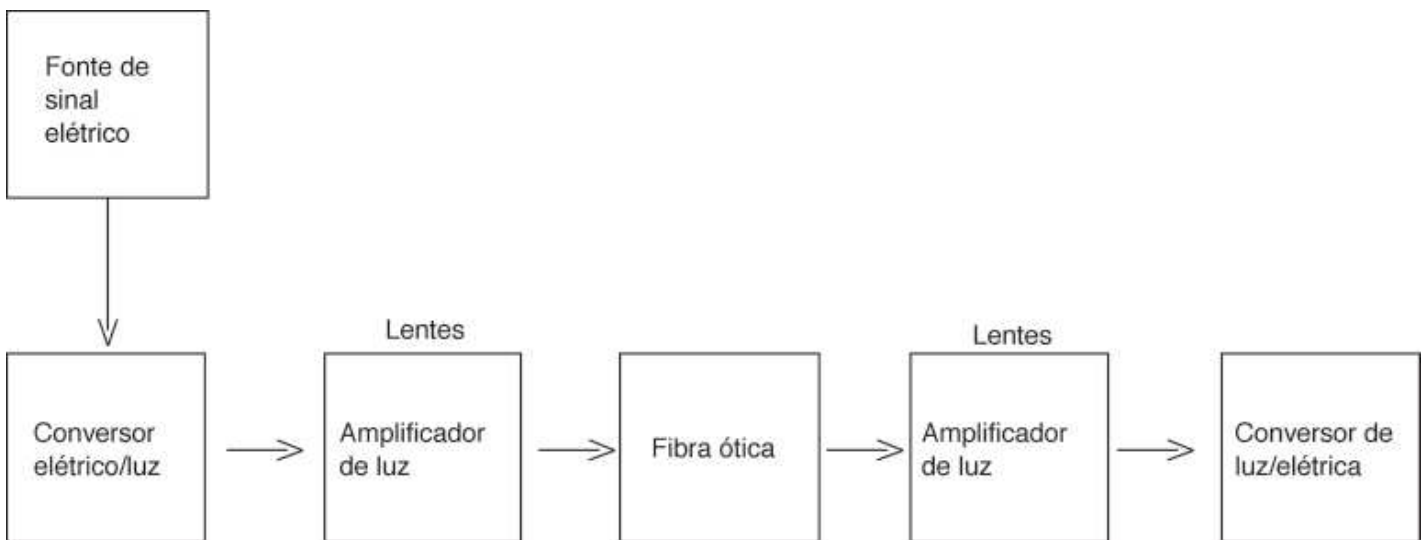 Fonte de
sinal
elétrico
Lentes
Lentes
Conversor
elétrico/luz
Amplificador
de luz
Fibra ótica
Amplificador
de luz
Conversor de
luz/elétrica